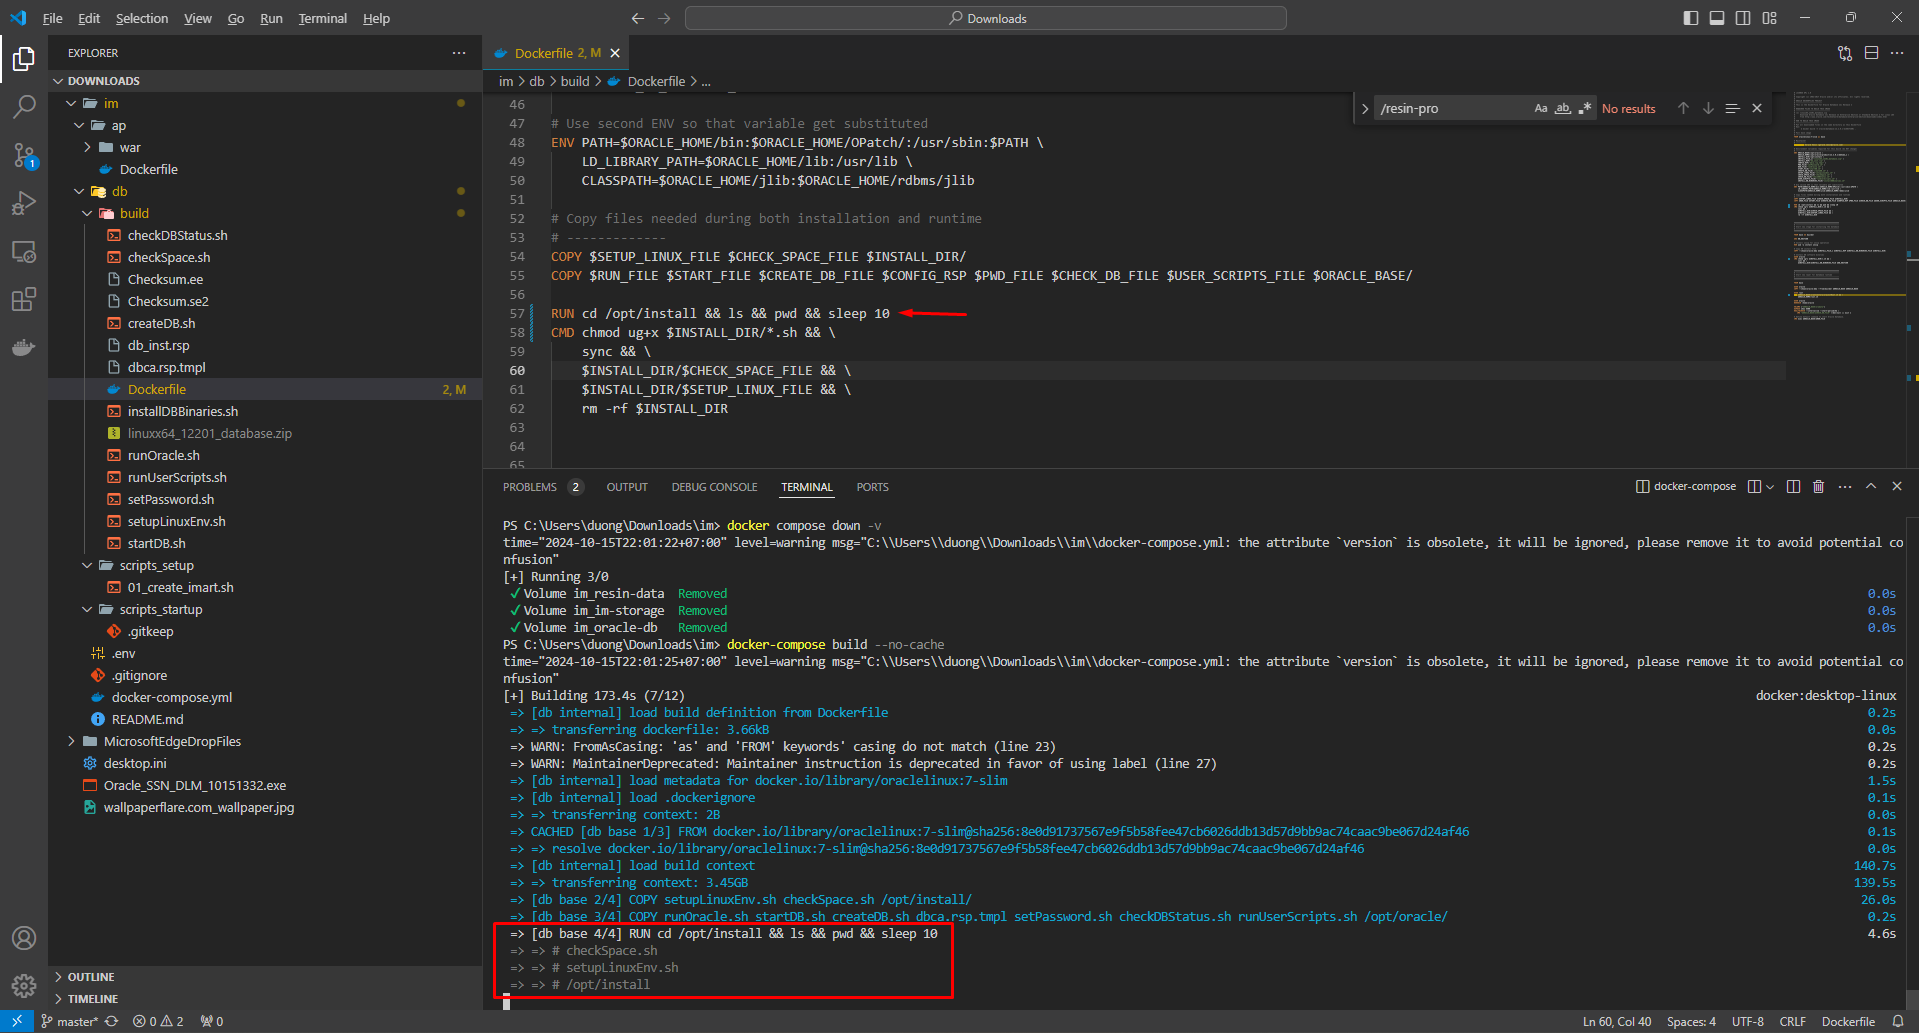 File Edit Selection View Go Run Terminal Help
Downloads
EXPLORER
DOWNLOADS
im
ap
war
Dockerfile
db
build
checkDBStatus.sh
checkSpace.sh
Checksum.ee
Checksum.se2
createDB.sh
db_inst.rsp
dbca.rsp.tmpl
Dockerfile 2, M
installDBBinaries.sh
linuxx64_12201_database.zip
runOracle.sh
runUserScripts.sh
setPassword.sh
setupLinuxEnv.sh
startDB.sh
scripts_setup
01_create_imart.sh
scripts_startup
.gitkeep
.env
.gitignore
docker-compose.yml
README.md
MicrosoftEdgeDropFiles
desktop.ini
Oracle_SSN_DLM_10151332.exe
wallpaperflare.com_wallpaper.jpg
OUTLINE
TIMELINE
1
Dockerfile 2, M
im > db > build > Dockerfile > ...
/resin-pro Aa ab No results
46
47 # Use second ENV so that variable get substituted
48 ENV PATH=$ORACLE_HOME/bin:$ORACLE_HOME/OPatch/:/usr/sbin:$PATH \
49 LD_LIBRARY_PATH=$ORACLE_HOME/lib:/usr/lib \
50 CLASSPATH=$ORACLE_HOME/jlib:$ORACLE_HOME/rdbms/jlib
51
52 # Copy files needed during both installation and runtime
53 # -------------
54 COPY $SETUP_LINUX_FILE $CHECK_SPACE_FILE $INSTALL_DIR/
55 COPY $RUN_FILE $START_FILE $CREATE_DB_FILE $CONFIG_RSP $PWD_FILE $CHECK_DB_FILE $USER_SCRIPTS_FILE $ORACLE_BASE/
56
57 RUN cd /opt/install && ls && pwd && sleep 10
58 CMD chmod ug+x $INSTALL_DIR/*.sh && \
59 sync && \
60 $INSTALL_DIR/$CHECK_SPACE_FILE && \
61 $INSTALL_DIR/$SETUP_LINUX_FILE && \
62 rm -rf $INSTALL_DIR
63
64
65
PROBLEMS 2 OUTPUT DEBUG CONSOLE TERMINAL PORTS docker-compose
PS C:\Users\duong\Downloads\im> docker compose down -v
time="2024-10-15T22:01:22+07:00" level=warning msg="C:\\Users\\duong\\Downloads\\im\\docker-compose.yml: the attribute `version` is obsolete, it will be ignored, please remove it to avoid potential co
nfusion"
[+] Running 3/0
✓Volume im_resin-data Removed 0.0s
✓Volume im_im-storage Removed 0.0s
✓Volume im_oracle-db Removed 0.0s
PS C:\Users\duong\Downloads\im> docker-compose build --no-cache
time="2024-10-15T22:01:25+07:00" level=warning msg="C:\\Users\\duong\\Downloads\\im\\docker-compose.yml: the attribute `version` is obsolete, it will be ignored, please remove it to avoid potential co
nfusion"
[+] Building 173.4s (7/12) docker:desktop-linux
=> [db internal] load build definition from Dockerfile 0.2s
=> => transferring dockerfile: 3.66kB 0.0s
=> WARN: FromAsCasing: 'as' and 'FROM' keywords' casing do not match (line 23) 0.2s
=> WARN: MaintainerDeprecated: Maintainer instruction is deprecated in favor of using label (line 27) 0.2s
=> [db internal] load metadata for docker.io/library/oraclelinux:7-slim 1.5s
=> [db internal] load .dockerignore 0.1s
=> => transferring context: 2B 0.0s
=> CACHED [db base 1/3] FROM docker.io/library/oraclelinux:7-slim@sha256:8e0d91737567e9f5b58fee47cb6026ddb13d57d9bb9ac74caac9be067d24af46 0.1s
=> => resolve docker.io/library/oraclelinux:7-slim@sha256:8e0d91737567e9f5b58fee47cb6026ddb13d57d9bb9ac74caac9be067d24af46 0.0s
=> [db internal] load build context 140.7s
=> => transferring context: 3.45GB 139.5s
=> [db base 2/4] COPY setupLinuxEnv.sh checkSpace.sh /opt/install/ 26.0s
=> [db base 3/4] COPY runOracle.sh startDB.sh createDB.sh dbca.rsp.tmpl setPassword.sh checkDBStatus.sh runUserScripts.sh /opt/oracle/ 0.2s
=> [db base 4/4] RUN cd /opt/install && ls && pwd && sleep 10 4.6s
=> => # checkSpace.sh
=> => # setupLinuxEnv.sh
=> => # /opt/install
master* 0 2 0 Ln 60, Col 40 Spaces: 4 UTF-8 CRLF Dockerfile